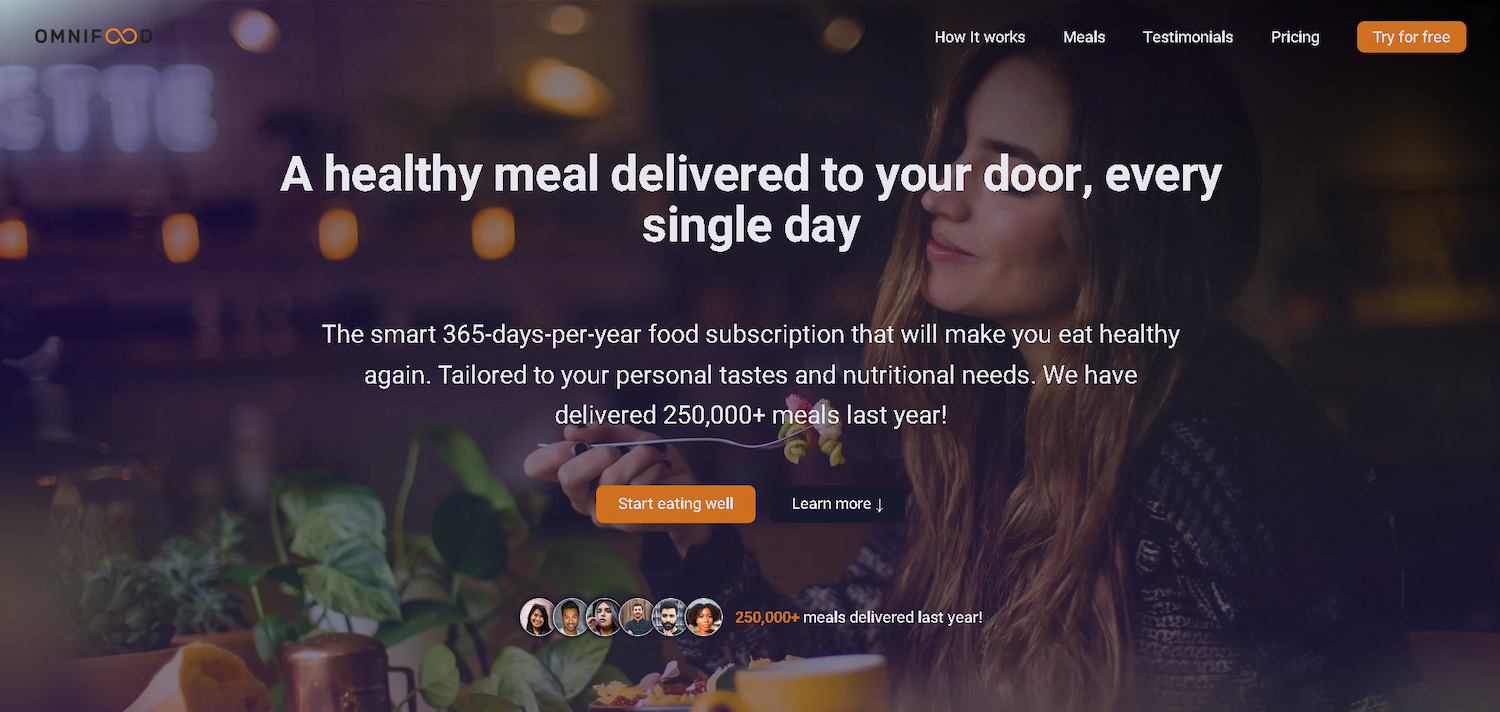 OMNIFOOD
How It works
Meals
Testimonials
Pricing
Try for free
ETTE
A healthy meal delivered to your door, every
single day
The smart 365-days-per-year food subscription that will make you eat healthy
again. Tailored to your personal tastes and nutritional needs. We have
delivered 250,000+ meals last year!
Start eating well
Learn more ↓
250,000+ meals delivered last year!